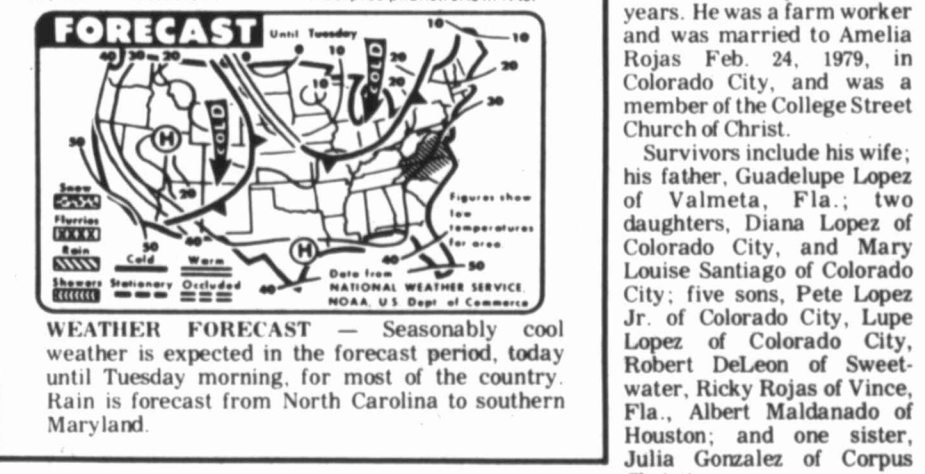 FORECAST Until Tuesday
10
10
0
10
20
20
20
30
40 30 20
0
10
COLD
COLD
50
H
20
Snow
Flurries
Rain
Showers
50
40
Cold Warm
Stationary Occluded
H
40
40
50
Figures show
low
temperatures
for area
Data from
NATIONAL WEATHER SERVICE,
NOAA, U.S. Dept of Commerce
WEATHER FORECAST — Seasonably cool
weather is expected in the forecast period, today
until Tuesday morning, for most of the country.
Rain is forecast from North Carolina to southern
Maryland.
years. He was a farm worker
and was married to Amelia
Rojas Feb. 24, 1979, in
Colorado City, and was a
member of the College Street
Church of Christ.
Survivors include his wife;
his father, Guadelupe Lopez
of Valmeta, Fla.; two
daughters, Diana Lopez of
Colorado City, and Mary
Louise Santiago of Colorado
City; five sons, Pete Lopez
Jr. of Colorado City, Lupe
Lopez of Colorado City,
Robert DeLeon of Sweet-
water, Ricky Rojas of Vince,
Fla., Albert Maldanado of
Houston; and one sister,
Julia Gonzalez of Corpus